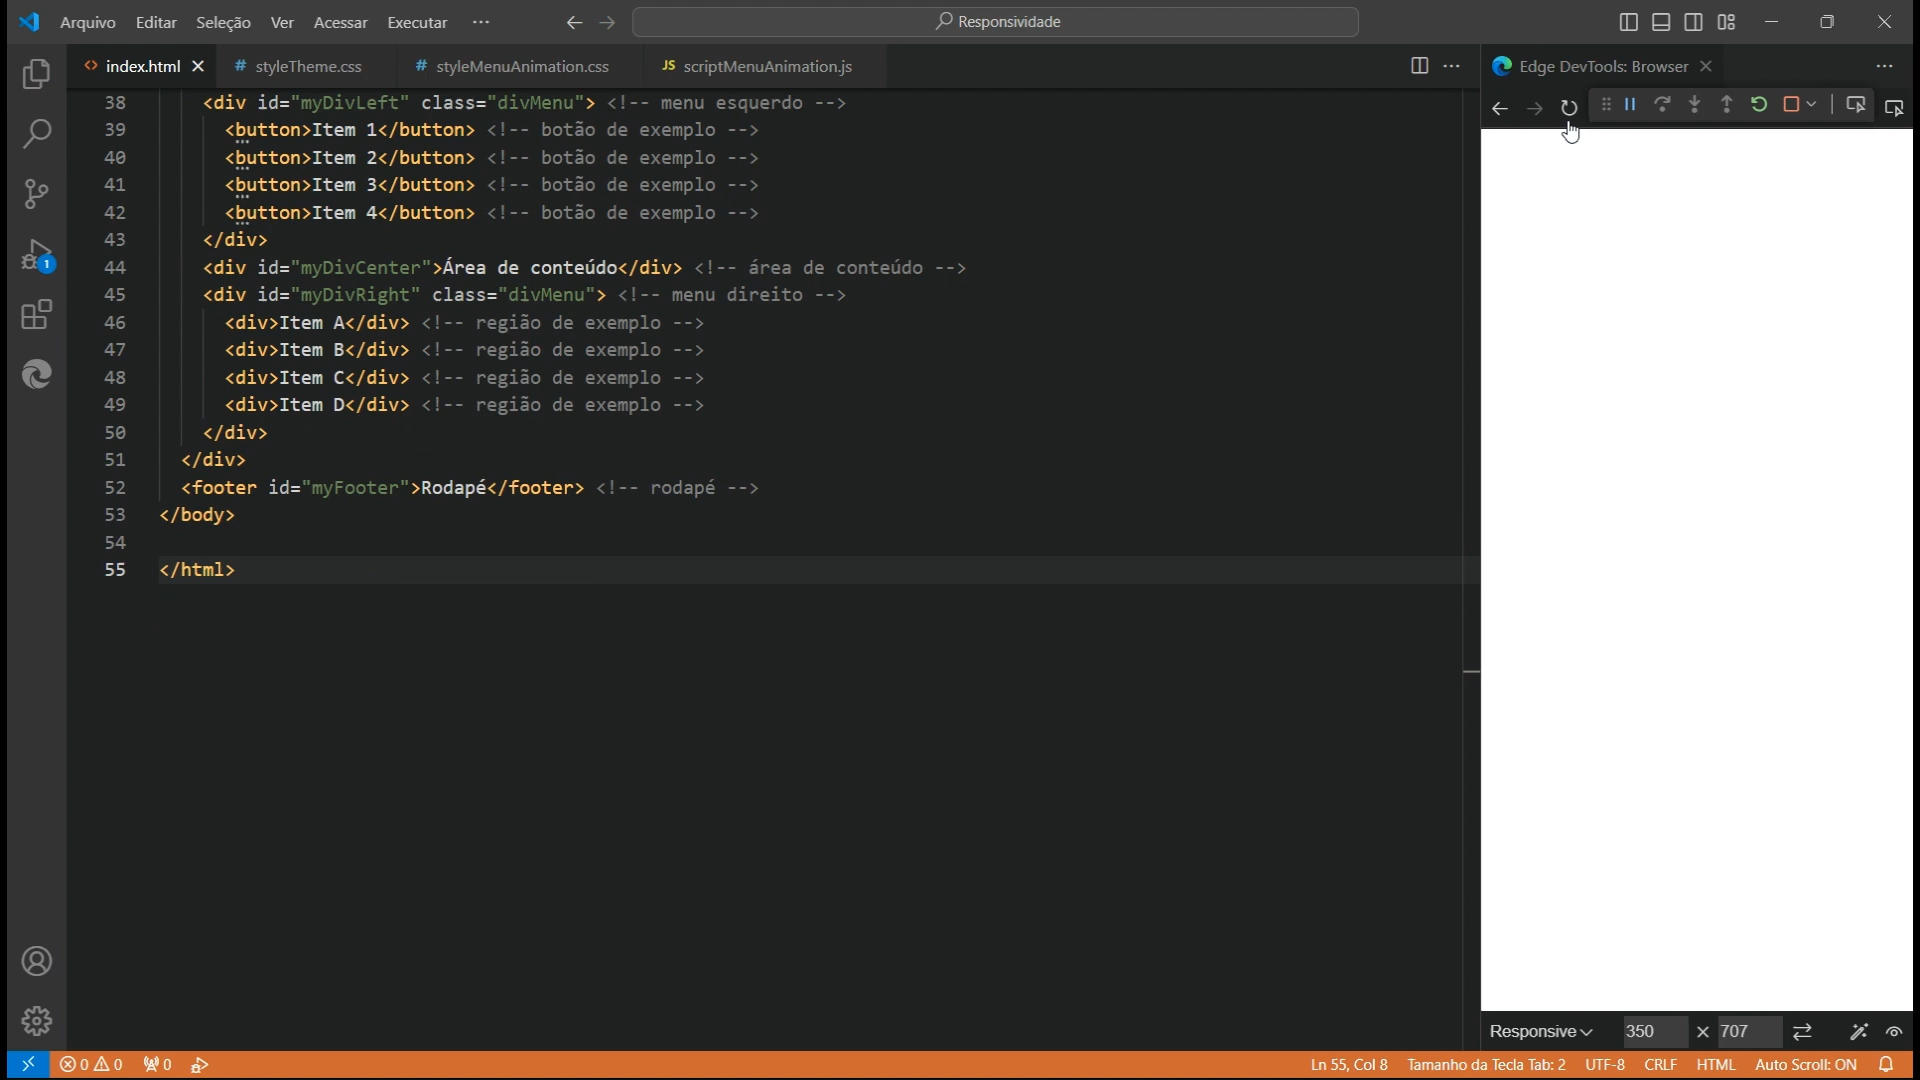 Arquivo Editar Seleção Ver Acessar Executar ··· Responsividade
index.html styleTheme.css styleMenuAnimation.css JS scriptMenuAnimation.js ··· Edge DevTools: Browser ···
38 <div id="myDivLeft" class="divMenu"> <!-- menu esquerdo -->
39 <button>Item 1</button> <!-- botão de exemplo -->
40 <button>Item 2</button> <!-- botão de exemplo -->
41 <button>Item 3</button> <!-- botão de exemplo -->
42 <button>Item 4</button> <!-- botão de exemplo -->
43 </div>
44 <div id="myDivCenter">Área de conteúdo</div> <!-- área de conteúdo -->
45 <div id="myDivRight" class="divMenu"> <!-- menu direito -->
46 <div>Item A</div> <!-- região de exemplo -->
47 <div>Item B</div> <!-- região de exemplo -->
48 <div>Item C</div> <!-- região de exemplo -->
49 <div>Item D</div> <!-- região de exemplo -->
50 </div>
51 </div>
52 <footer id="myFooter">Rodapé</footer> <!-- rodapé -->
53 </body>
54
55 </html>
1
Responsive 350 × 707
0 0 0 Ln 55, Col 8 Tamanho da Tecla Tab: 2 UTF-8 CRLF HTML Auto Scroll: ON